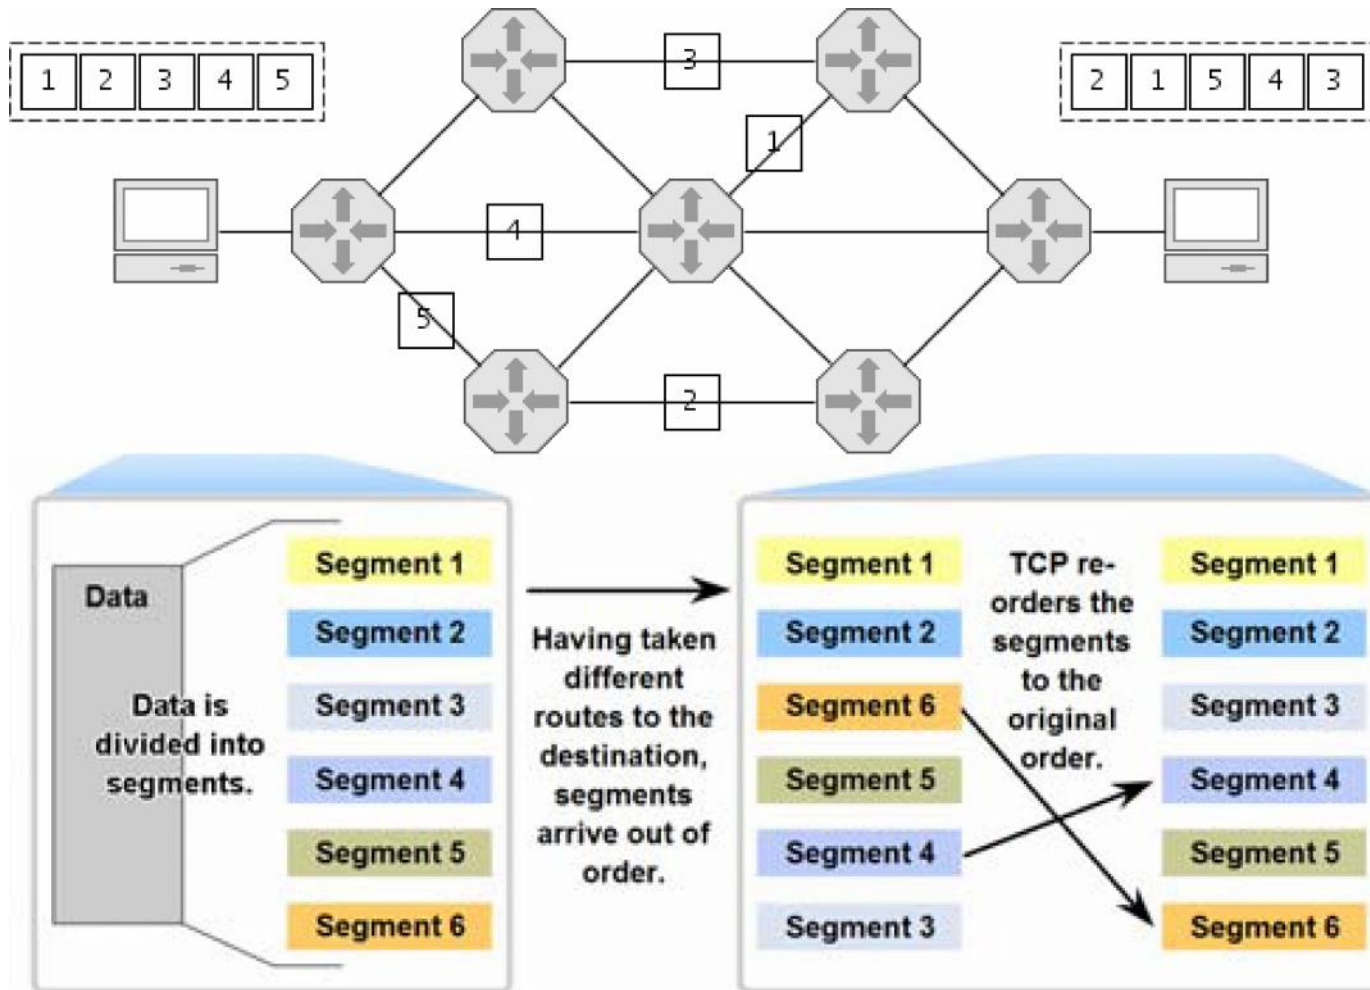 1 2 3 4 5
3
2 1 5 4 3
1
4
5
2
Data
Data is
divided into
segments.
Segment 1
Segment 2
Segment 3
Segment 4
Segment 5
Segment 6
Having taken
different
routes to the
destination,
segments
arrive out of
order.
Segment 1
Segment 2
Segment 6
Segment 5
Segment 4
Segment 3
TCP re-
orders the
segments
to the
original
order.
Segment 1
Segment 2
Segment 3
Segment 4
Segment 5
Segment 6